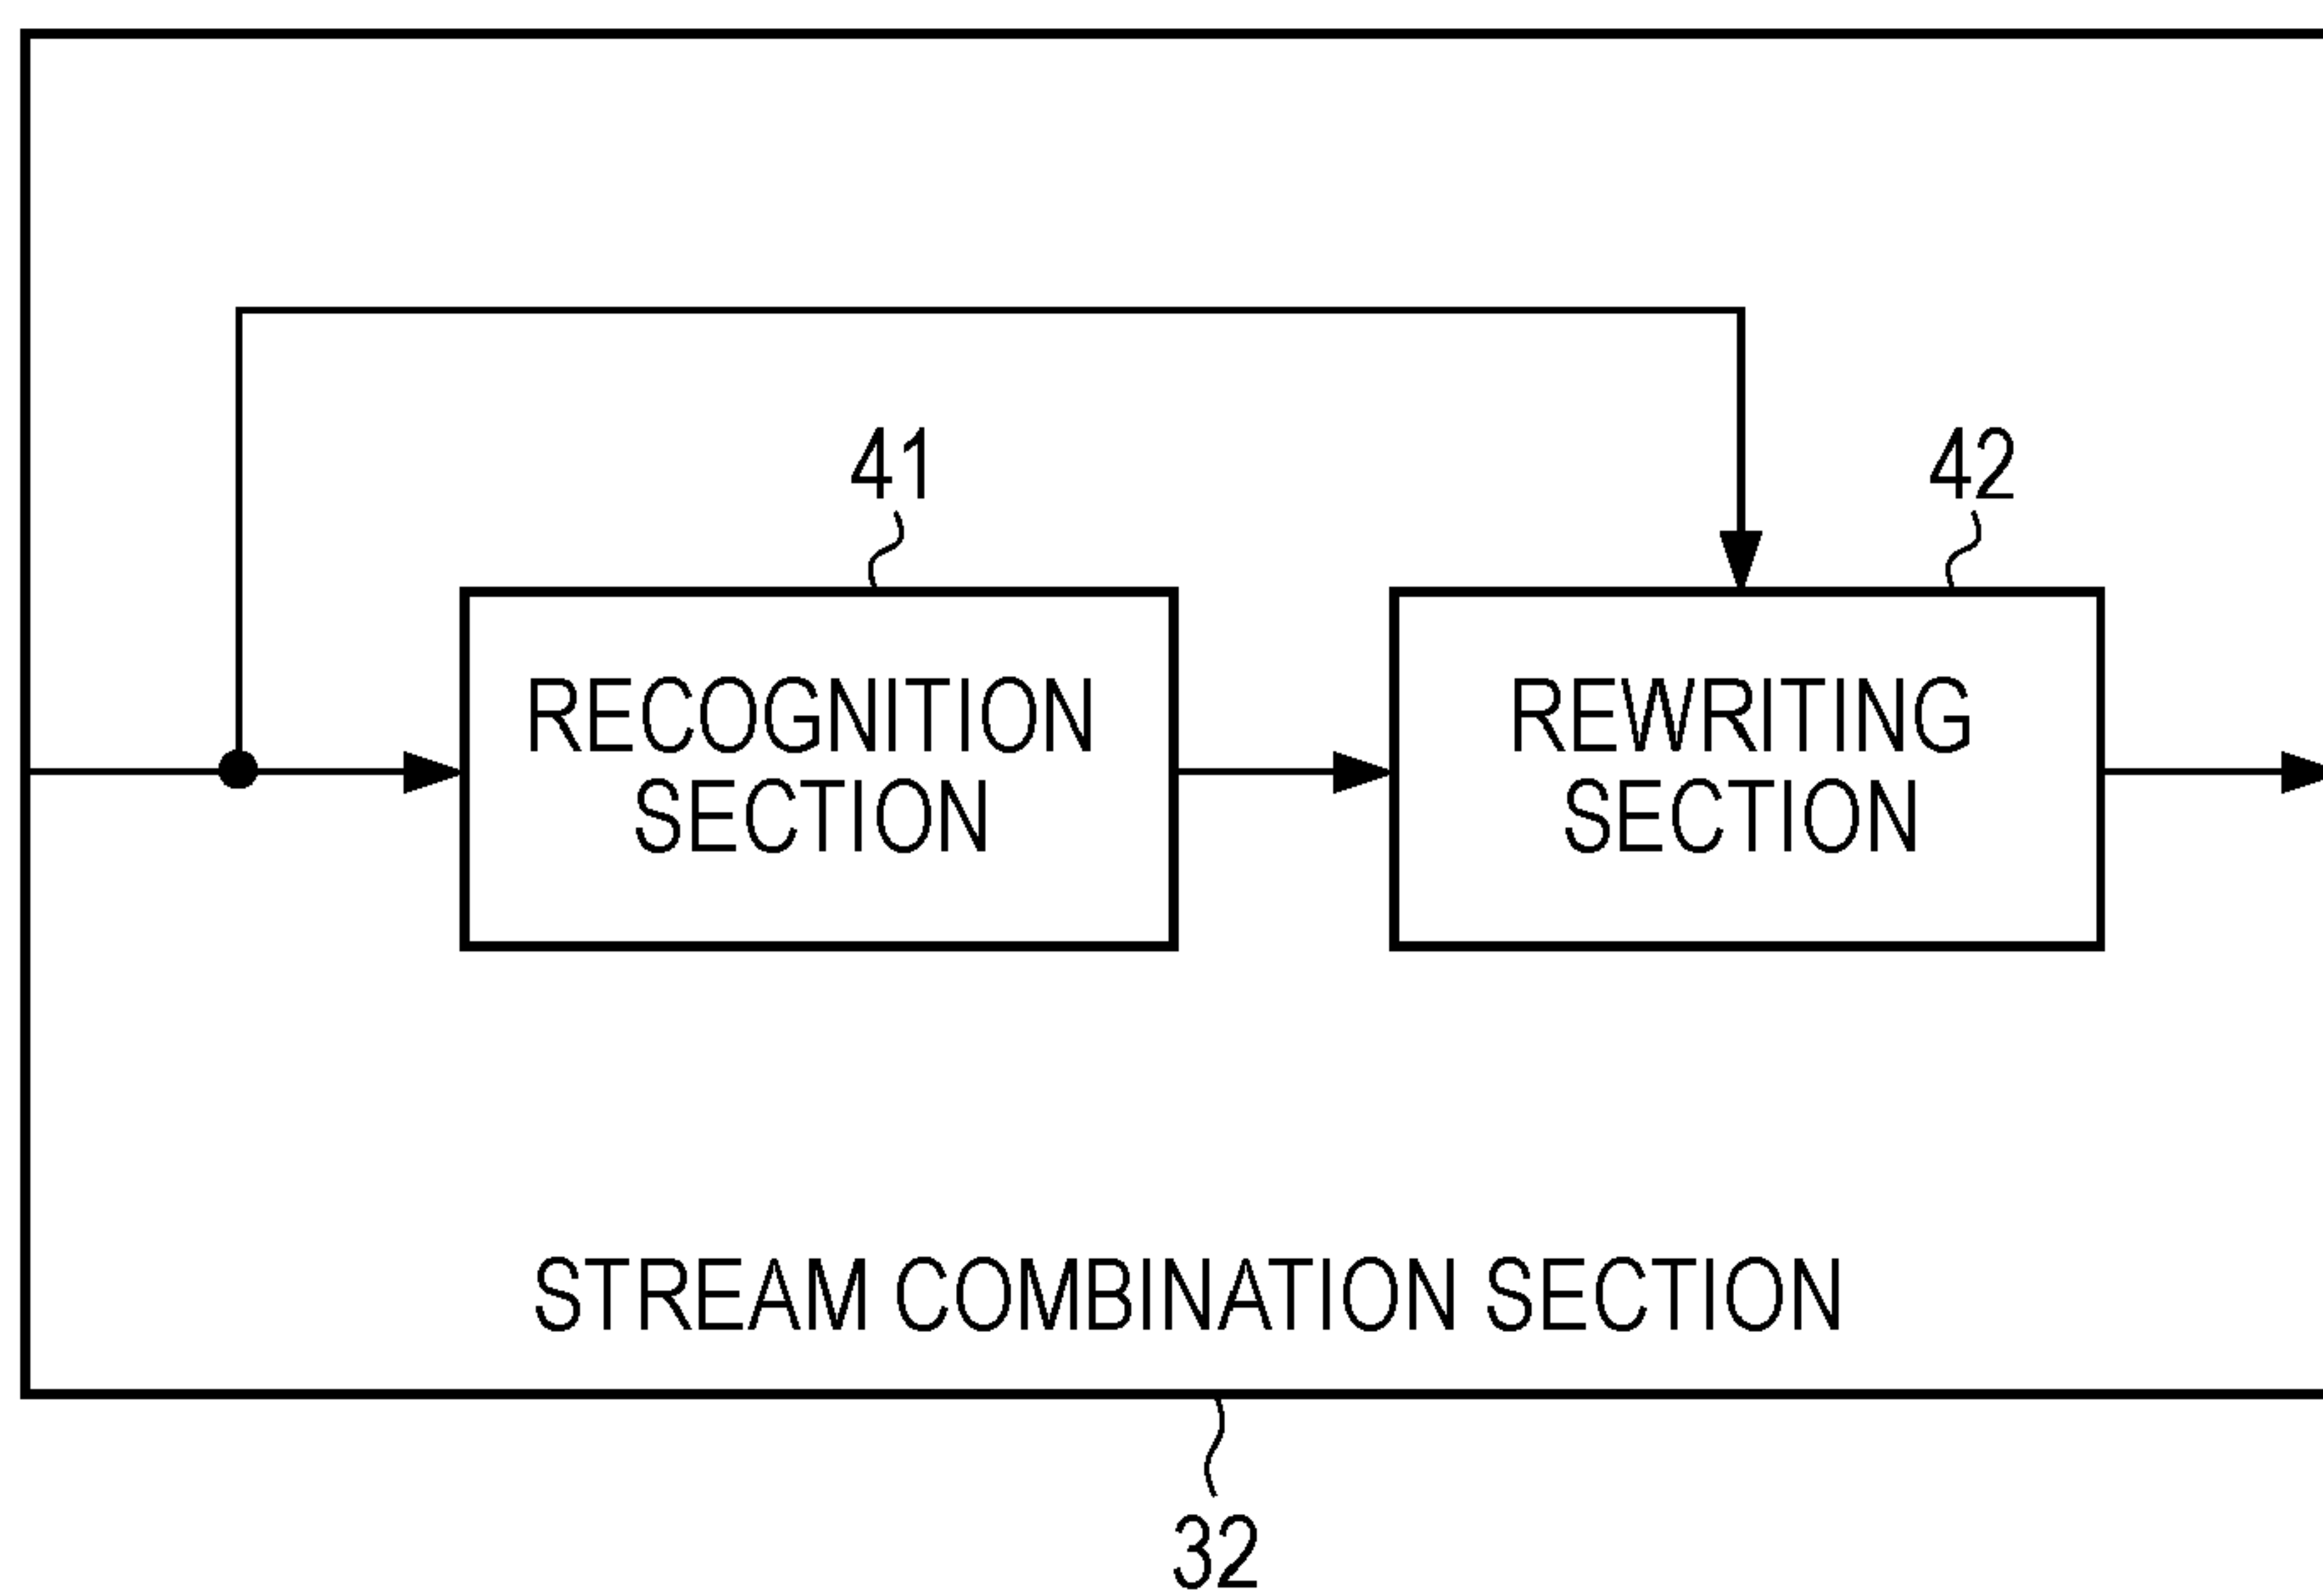 41
42
RECOGNITION
SECTION
REWRITING
SECTION
STREAM COMBINATION SECTION
32